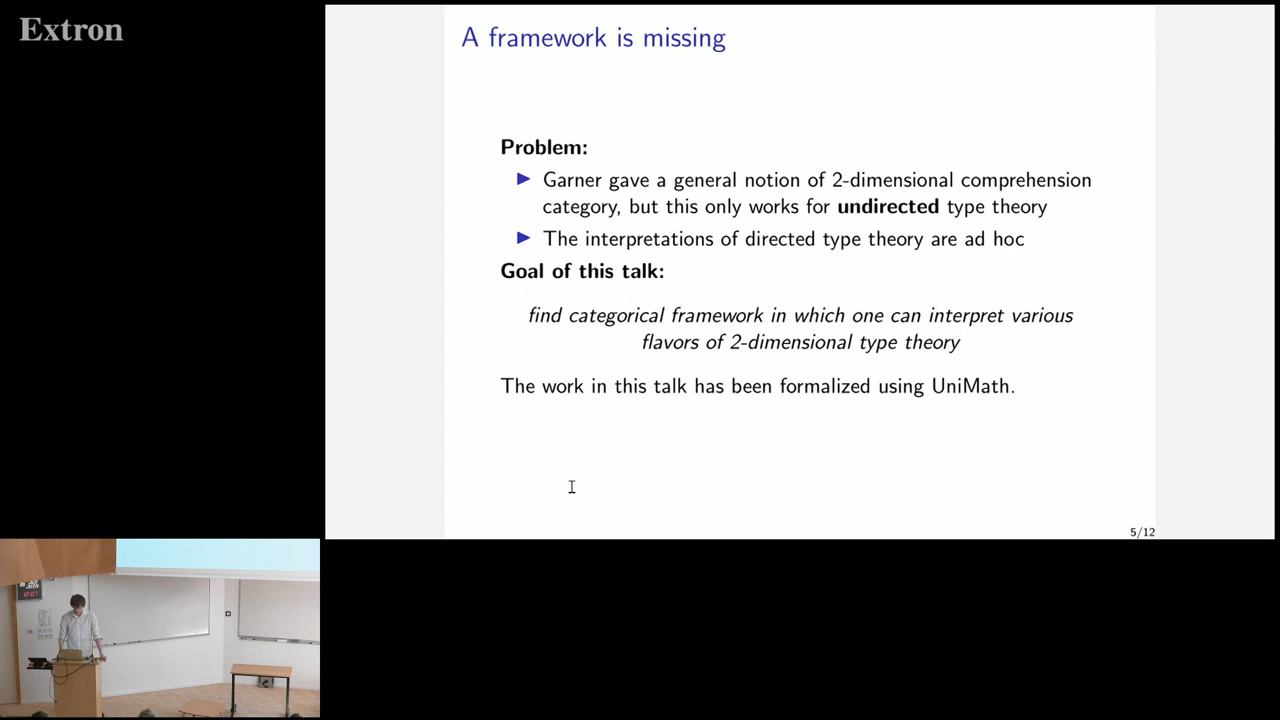 Extron
A framework is missing
Problem:
▶ Garner gave a general notion of 2-dimensional comprehension
category, but this only works for undirected type theory
▶ The interpretations of directed type theory are ad hoc
Goal of this talk:
find categorical framework in which one can interpret various
flavors of 2-dimensional type theory
The work in this talk has been formalized using UniMath.
5/12